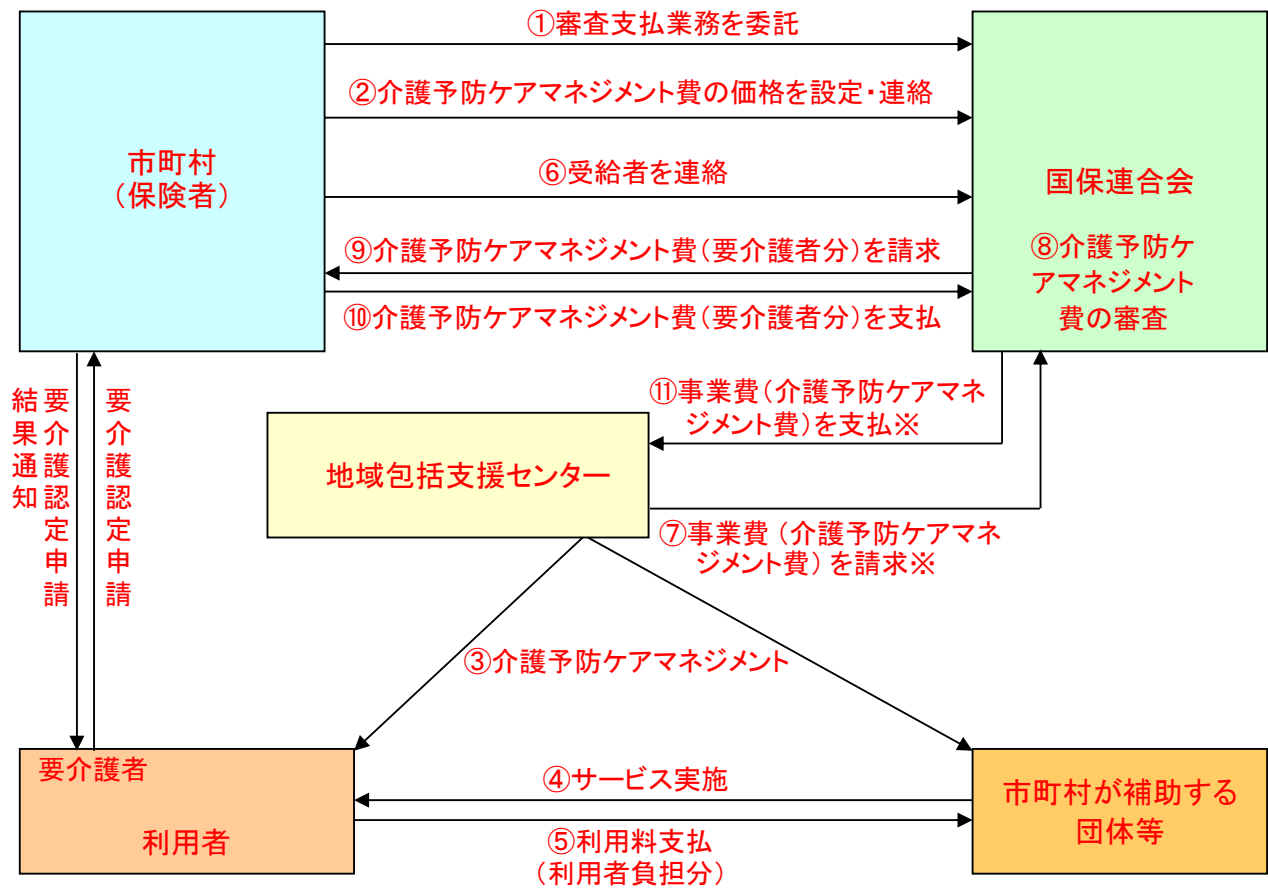 ①審査支払業務を委託
②介護予防ケアマネジメント費の価格を設定・連絡
市町村
（保険者）
⑥受給者を連絡
国保連合会
⑨介護予防ケアマネジメント費（要介護者分）を請求
⑧介護予防ケ
アマネジメント
費の審査
⑩介護予防ケアマネジメント費（要介護者分）を支払
要介護認定申請
結果通知
要介護認定申請
⑪事業費（介護予防ケアマネ
ジメント費）を支払※
地域包括支援センター
⑦事業費（介護予防ケアマネ
ジメント費）を請求※
③介護予防ケアマネジメント
要介護者
利用者
④サービス実施
⑤利用料支払
（利用者負担分）
市町村が補助する
団体等